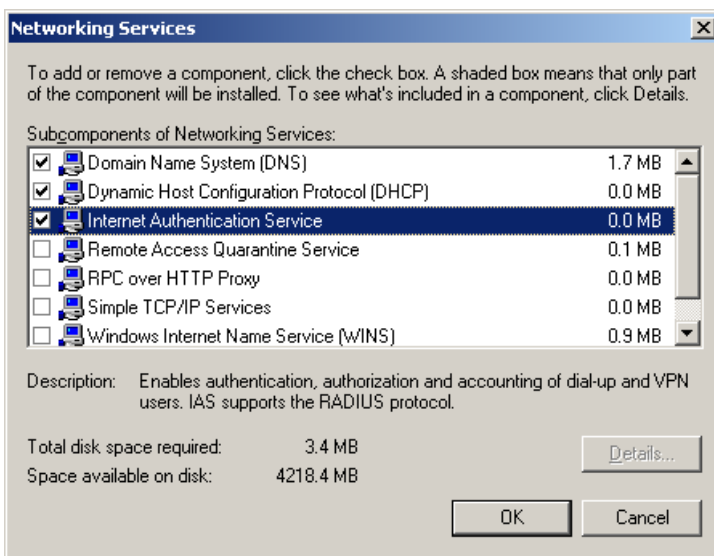 Networking Services
To add or remove a component, click the check box. A shaded box means that only part
of the component will be installed. To see what's included in a component, click Details.
Subcomponents of Networking Services:
Domain Name System (DNS) 1.7 MB
Dynamic Host Configuration Protocol (DHCP) 0.0 MB
Internet Authentication Service 0.0 MB
Remote Access Quarantine Service 0.1 MB
RPC over HTTP Proxy 0.0 MB
Simple TCP/IP Services 0.0 MB
Windows Internet Name Service (WINS) 0.9 MB
Description: Enables authentication, authorization and accounting of dial-up and VPN
users. IAS supports the RADIUS protocol.
Total disk space required: 3.4 MB
Details...
Space available on disk: 4218.4 MB
OK Cancel